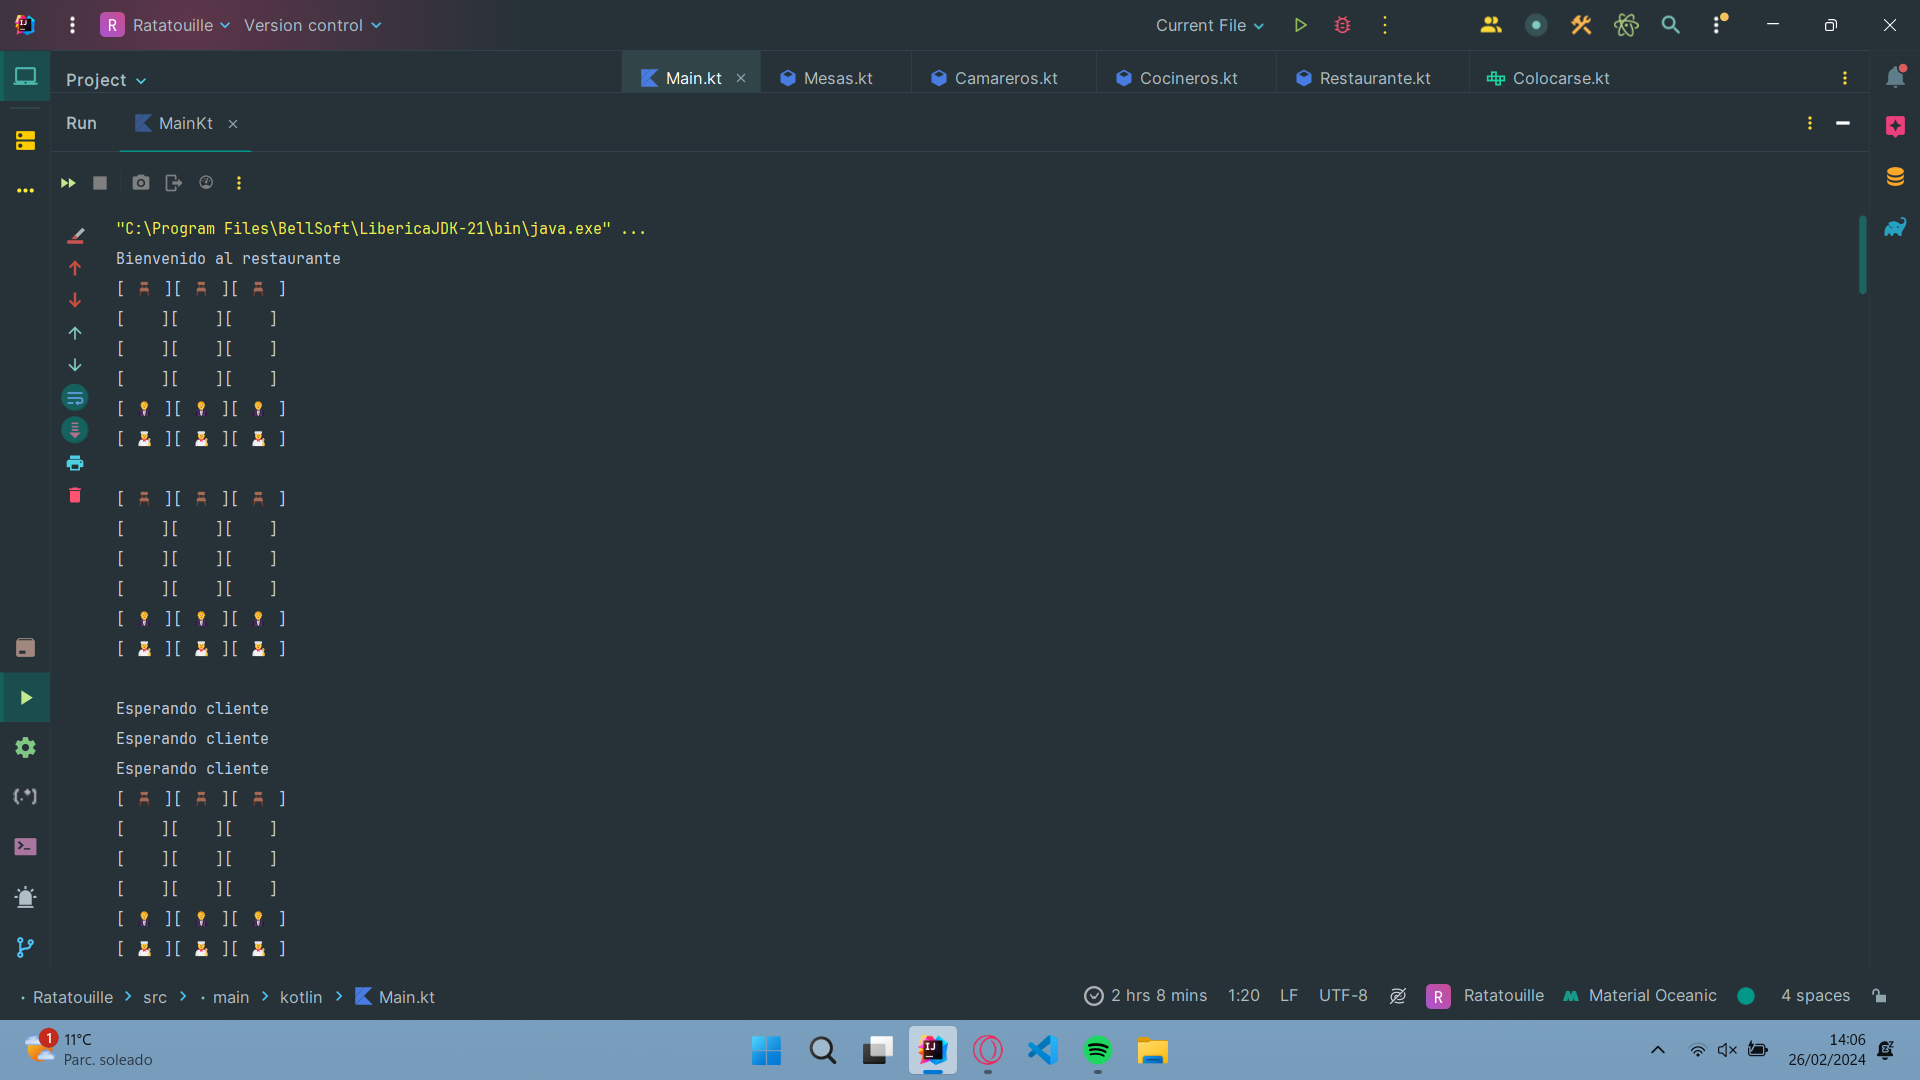 R Ratatouille Version control Current File
Project Main.kt Mesas.kt Camareros.kt Cocineros.kt Restaurante.kt Colocarse.kt
Run MainKt
"C:\Program Files\BellSoft\LibericaJDK-21\bin\java.exe" ...
Bienvenido al restaurante
[ 🪑 ][ 🪑 ][ 🪑 ]
[    ][    ][    ]
[    ][    ][    ]
[    ][    ][    ]
[ 🤵 ][ 🤵 ][ 🤵 ]
[ 👨‍🍳 ][ 👨‍🍳 ][ 👨‍🍳 ]
[ 🪑 ][ 🪑 ][ 🪑 ]
[    ][    ][    ]
[    ][    ][    ]
[    ][    ][    ]
[ 🤵 ][ 🤵 ][ 🤵 ]
[ 👨‍🍳 ][ 👨‍🍳 ][ 👨‍🍳 ]
Esperando cliente
Esperando cliente
Esperando cliente
[ 🪑 ][ 🪑 ][ 🪑 ]
[    ][    ][    ]
[    ][    ][    ]
[    ][    ][    ]
[ 🤵 ][ 🤵 ][ 🤵 ]
[ 👨‍🍳 ][ 👨‍🍳 ][ 👨‍🍳 ]
Ratatouille > src > main > kotlin > Main.kt 2 hrs 8 mins 1:20 LF UTF-8 R Ratatouille Material Oceanic 4 spaces
1 11°C
Parc. soleado
14:06
26/02/2024